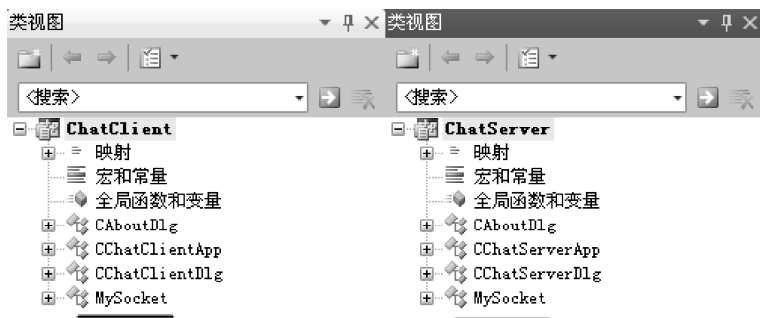 类视图
<搜索>
ChatClient
映射
宏和常量
全局函数和变量
CAboutDlg
CChatClientApp
CChatClientDlg
MySocket
类视图
<搜索>
ChatServer
映射
宏和常量
全局函数和变量
CAboutDlg
CChatServerApp
CChatServerDlg
MySocket